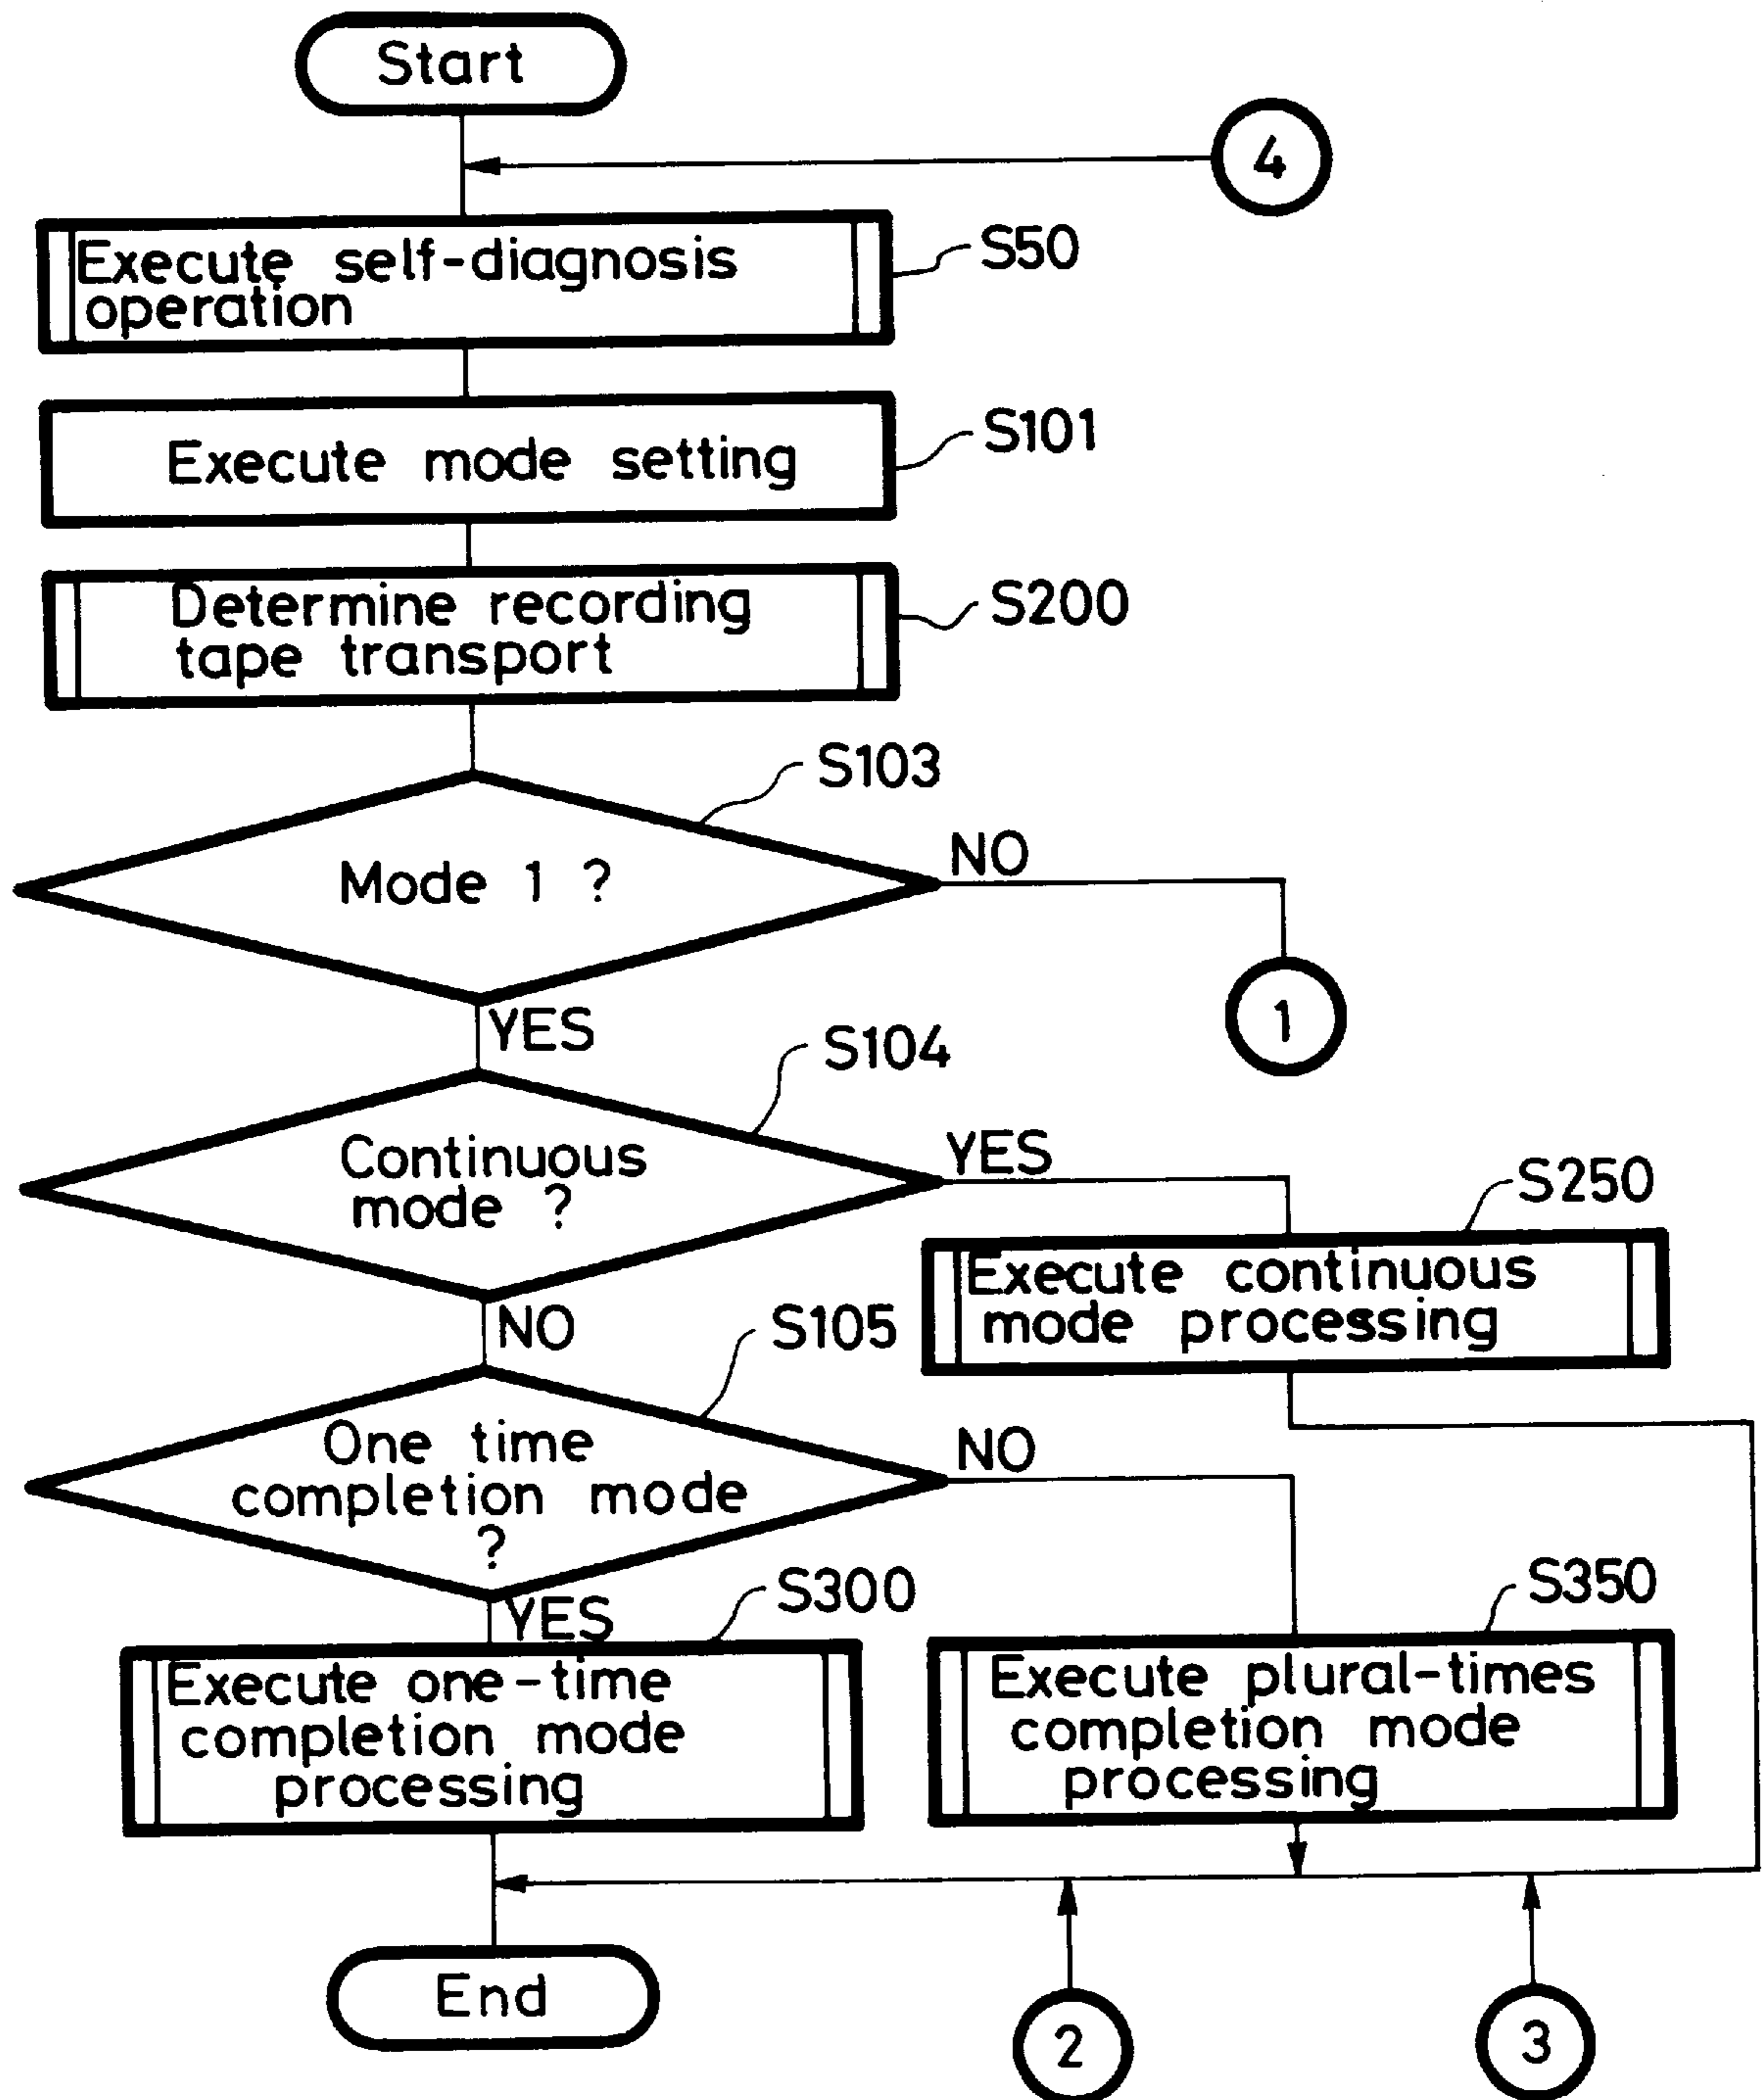 Start
4
Execute self-diagnosis
operation
S50
Execute mode setting
S101
Determine recording
tape transport
S200
S103
Mode 1 ?
NO
1
YES
S104
Continuous
mode ?
YES
S250
Execute continuous
mode processing
NO
S105
One time
completion mode
?
NO
YES
S300
S350
Execute one-time
completion mode
processing
Execute plural-times
completion mode
processing
End
2
3